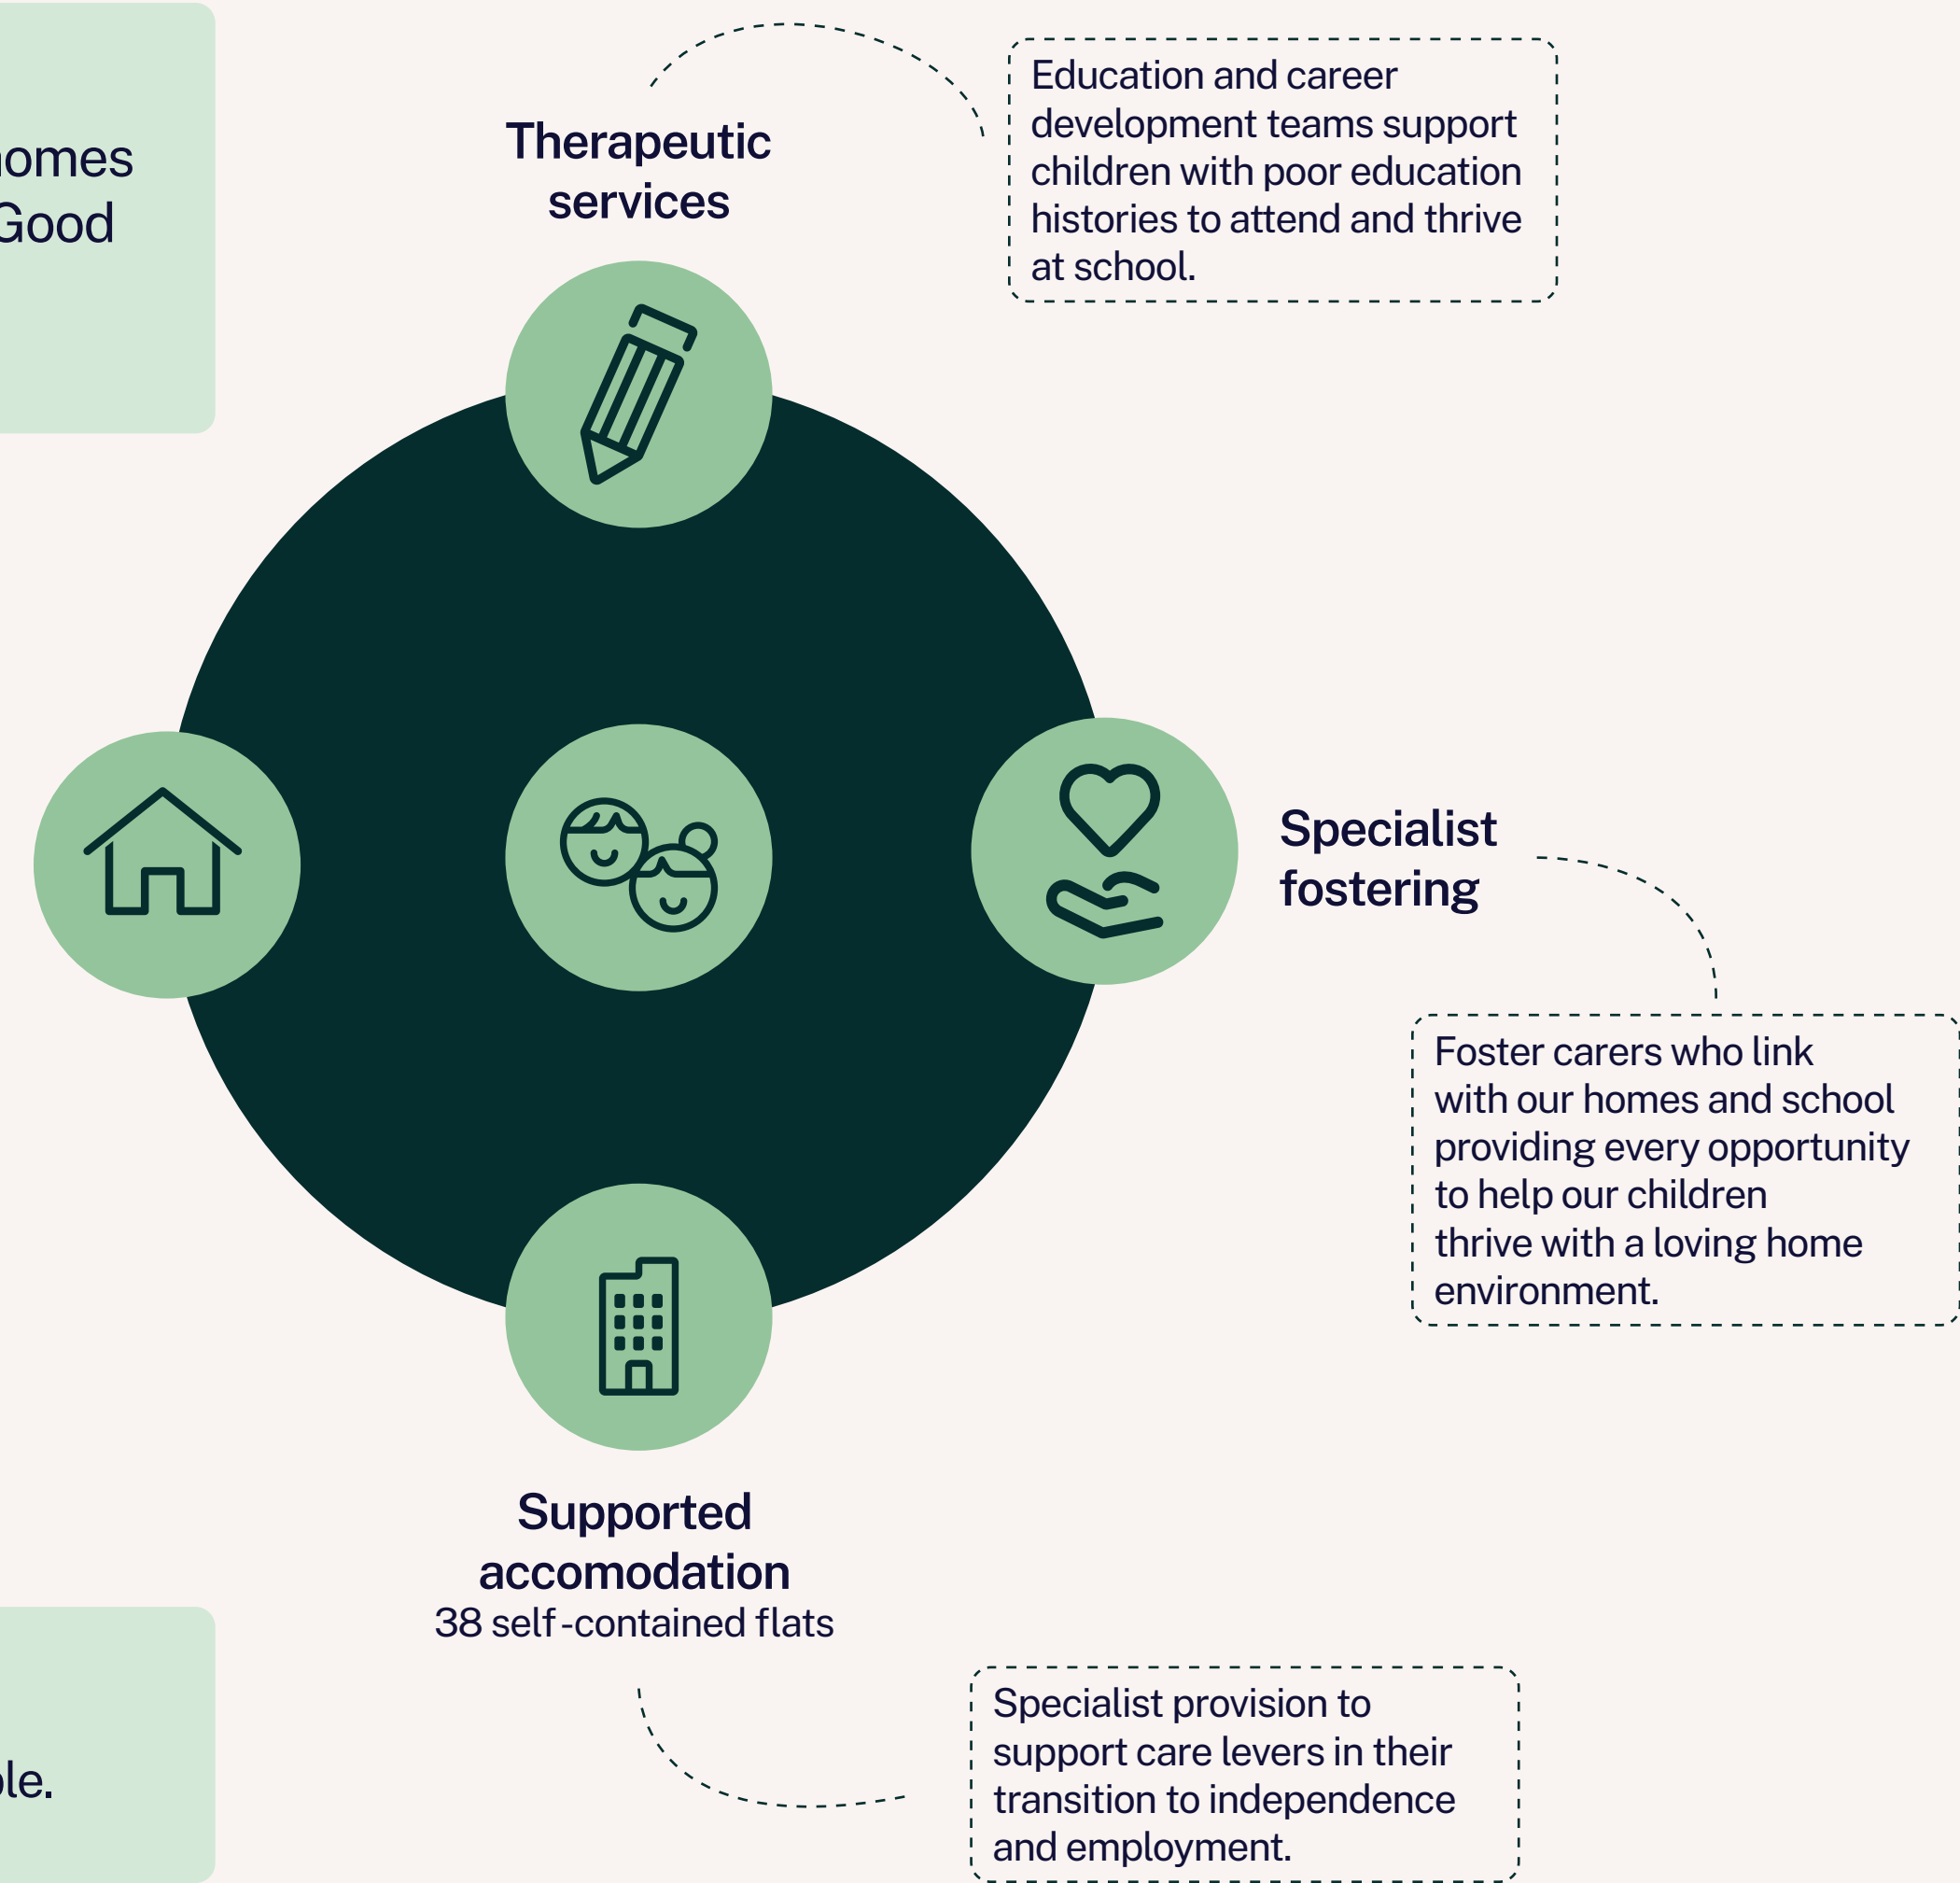 Therapeutic
services
Education and career
development teams support
children with poor education
histories to attend and thrive
at school.
Good
Specialist
fostering
Foster carers who link
with our homes and school
providing every opportunity
to help our children
thrive with a loving home
environment.
Supported
accomodation
38 self-contained flats
Specialist provision to
support care levers in their
transition to independence
and employment.